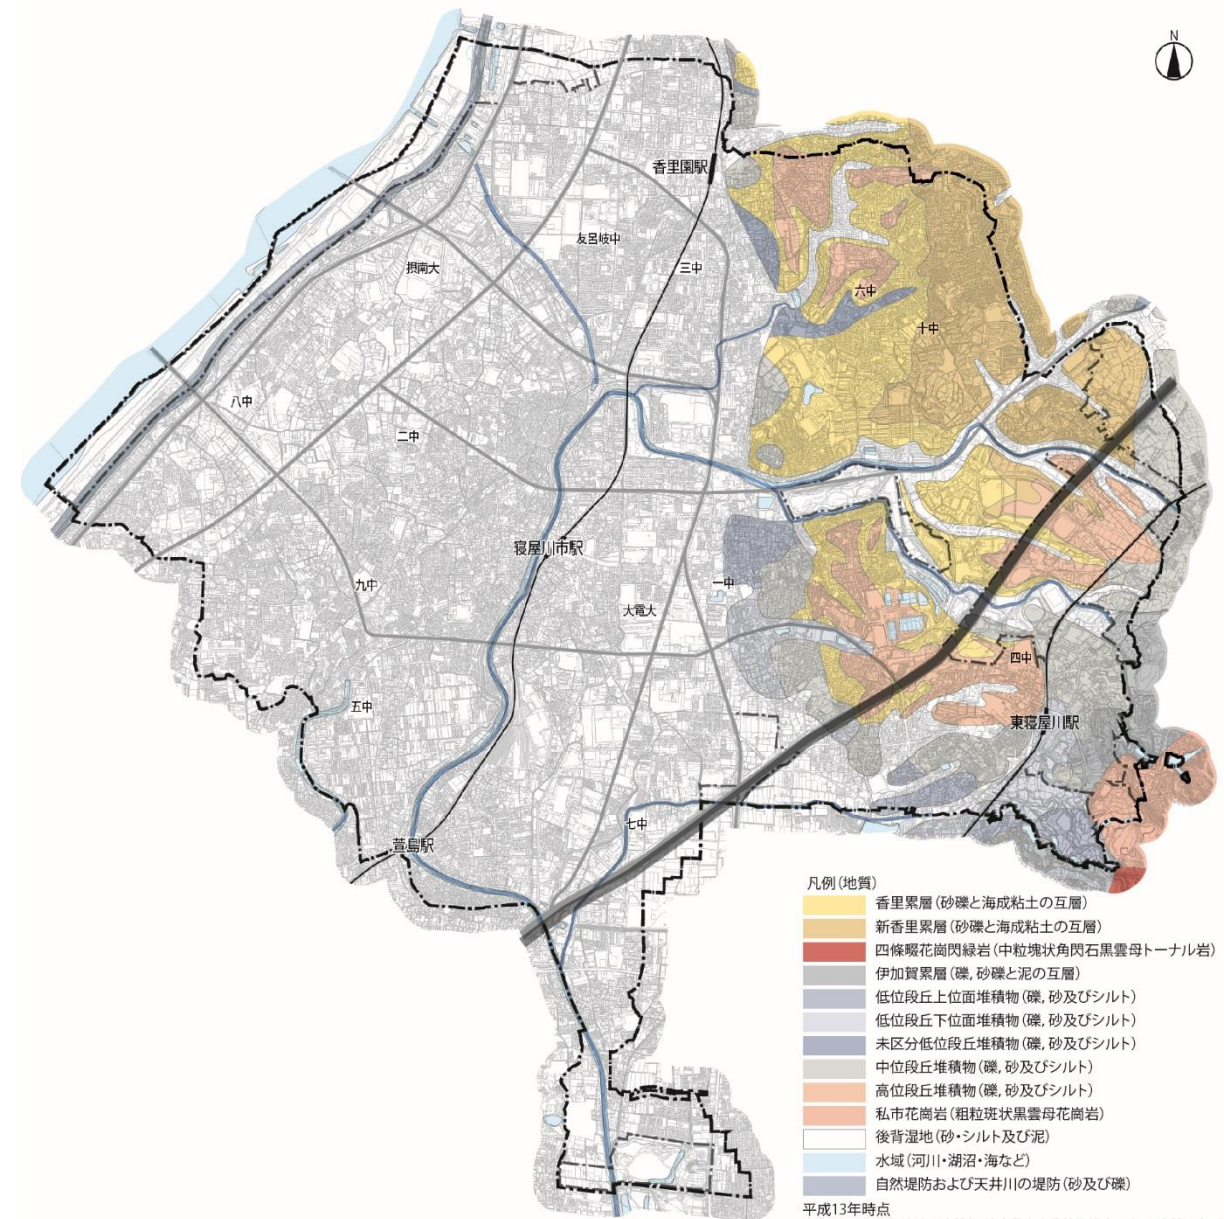 N
香里園駅
友呂岐中
摂南大
三中
六中
十中
八中
二中
寝屋川市駅
九中
一中
大電大
四中
五中
東寝屋川駅
七中
萱島駅
凡例(地質)
香里累層(砂礫と海成粘土の互層)
新香里累層(砂礫と海成粘土の互層)
四條畷花崗閃緑岩(中粒塊状角閃石黒雲母トーナル岩)
伊加賀累層(礫,砂礫と泥の互層)
低位段丘上位面堆積物(礫,砂及びシルト)
低位段丘下位面堆積物(礫,砂及びシルト)
未区分低位段丘堆積物(礫,砂及びシルト)
中位段丘堆積物(礫,砂及びシルト)
高位段丘堆積物(礫,砂及びシルト)
私市花崗岩(粗粒斑状黒雲母花崗岩)
後背湿地(砂・シルト及び泥)
水域(河川・湖沼・海など)
自然堤防および天井川の堤防(砂及び礫)
平成13年時点